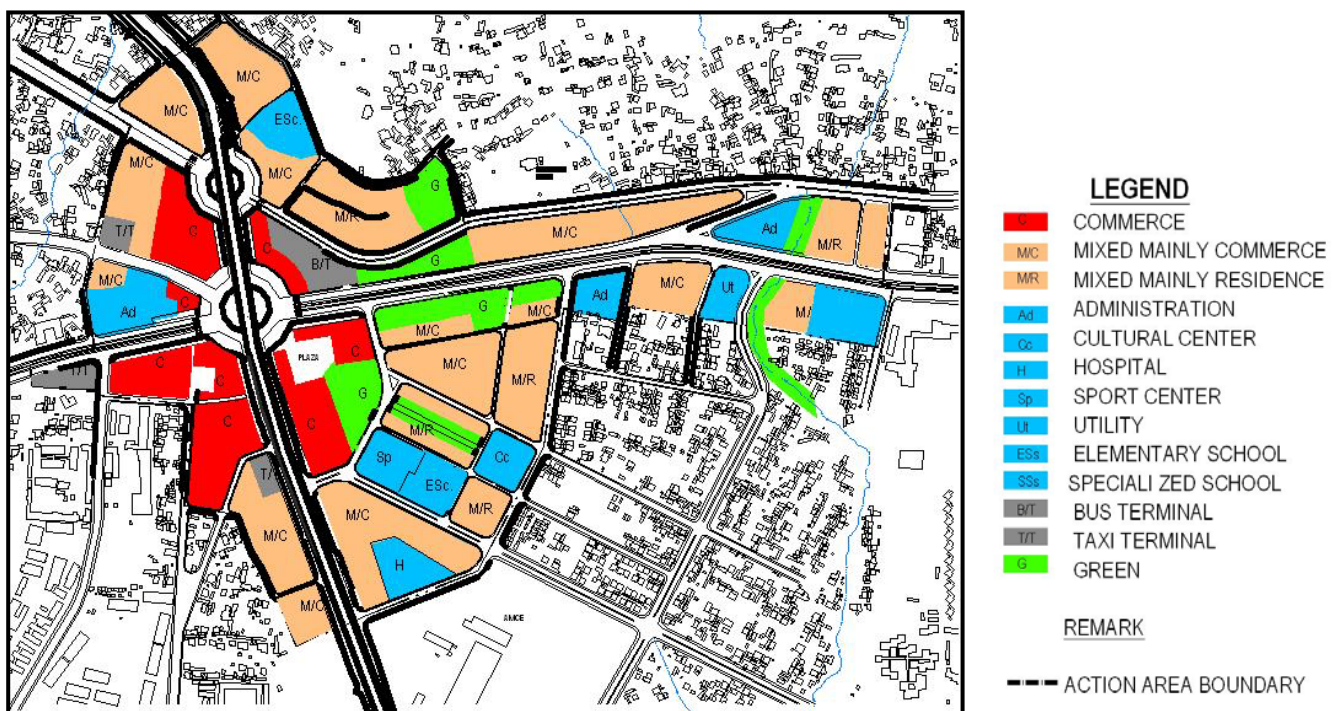 M/C
M/C
ESc.
M/C
M/C
G
M/R
T/T
C
C
B/T
G
M/C
Ad
M/R
M/C
Ad
C
G
M/C
M/C
Ad
M/C
Ut
M/
T/T
C
C
PLAZA
C
M/C
M/R
G
C
M/R
Sp
ESc.
Cc
M/R
T/
M/C
M/C
H
M/C
LEGEND
C COMMERCE
M/C MIXED MAINLY COMMERCE
M/R MIXED MAINLY RESIDENCE
Ad ADMINISTRATION
Cc CULTURAL CENTER
H HOSPITAL
Sp SPORT CENTER
Ut UTILITY
ESs ELEMENTARY SCHOOL
SSs SPECIALI ZED SCHOOL
B/T BUS TERMINAL
T/T TAXI TERMINAL
G GREEN
REMARK
ACTION AREA BOUNDARY